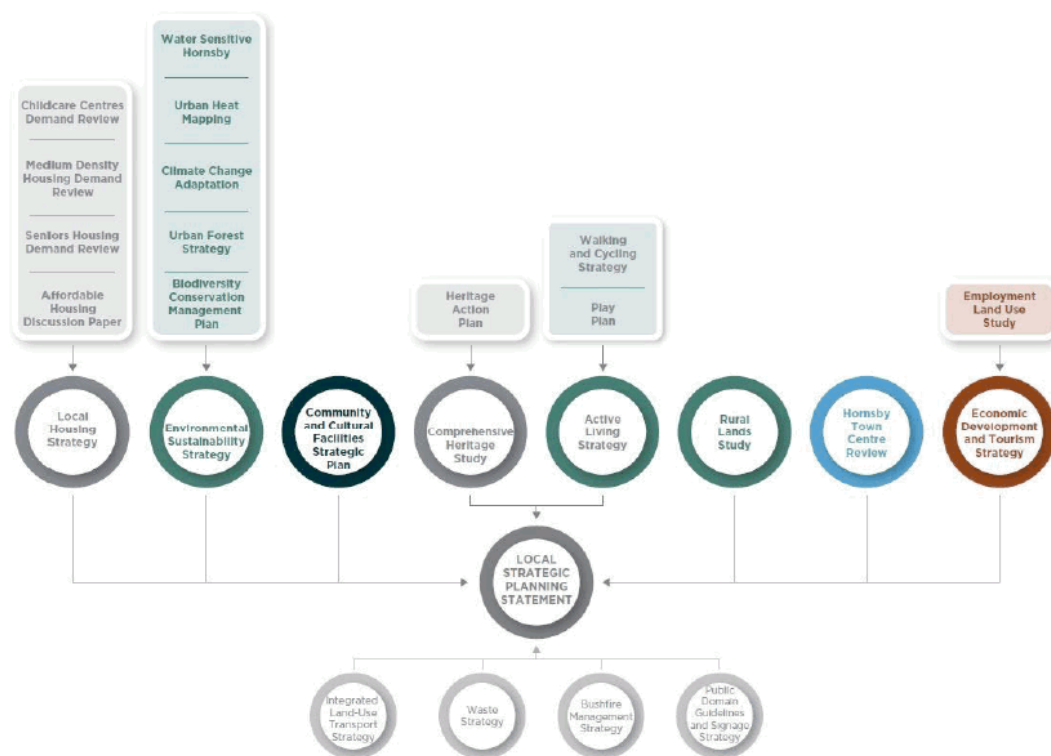 Water Sensitive
Hornsby
Urban Heat
Mapping
Climate Change
Adaptation
Urban Forest
Strategy
Biodiversity
Conservation
Management
Plan
Childcare Centres
Demand Review
Medium Density
Housing Demand
Review
Seniors Housing
Demand Review
Affordable
Housing
Discussion Paper
Heritage
Action
Plan
Walking
and Cycling
Strategy
Play
Plan
Employment
Land Use
Study
Local
Housing
Strategy
Environmental
Sustainability
Strategy
Community
and Cultural
Facilities
Strategic
Plan
Comprehensive
Heritage
Study
Active
Living
Strategy
Rural
Lands
Study
Hornsby
Town
Centre
Review
Economic
Development
and Tourism
Strategy
LOCAL
STRATEGIC
PLANNING
STATEMENT
Integrated
Land-Use
Transport
Strategy
Waste
Strategy
Bushfire
Management
Strategy
Public
Domain
Guidelines
and Signage
Strategy